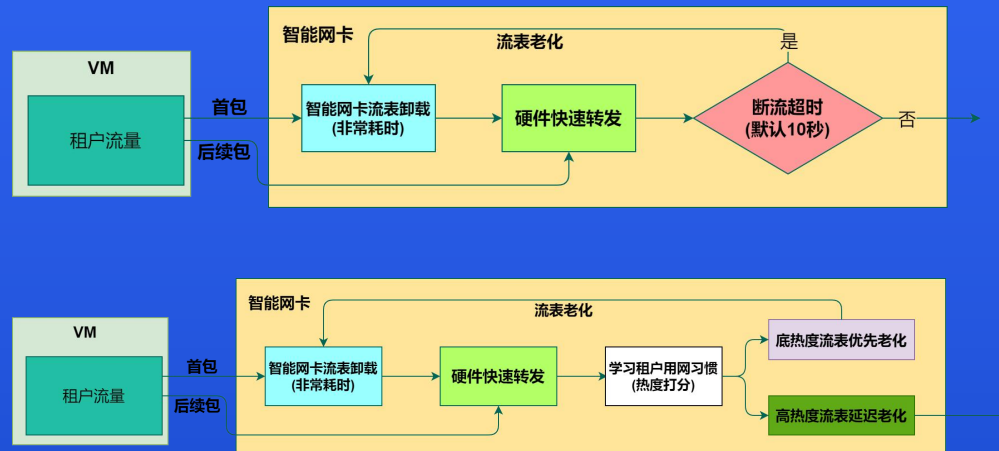 智能网卡
流表老化
是
VM
租户流量
首包
后续包
智能网卡流表卸载
(非常耗时)
硬件快速转发
断流超时
(默认10秒)
否
智能网卡
流表老化
VM
租户流量
首包
后续包
智能网卡流表卸载
(非常耗时)
硬件快速转发
学习租户用网习惯
(热度打分)
底热度流表优先老化
高热度流表延迟老化